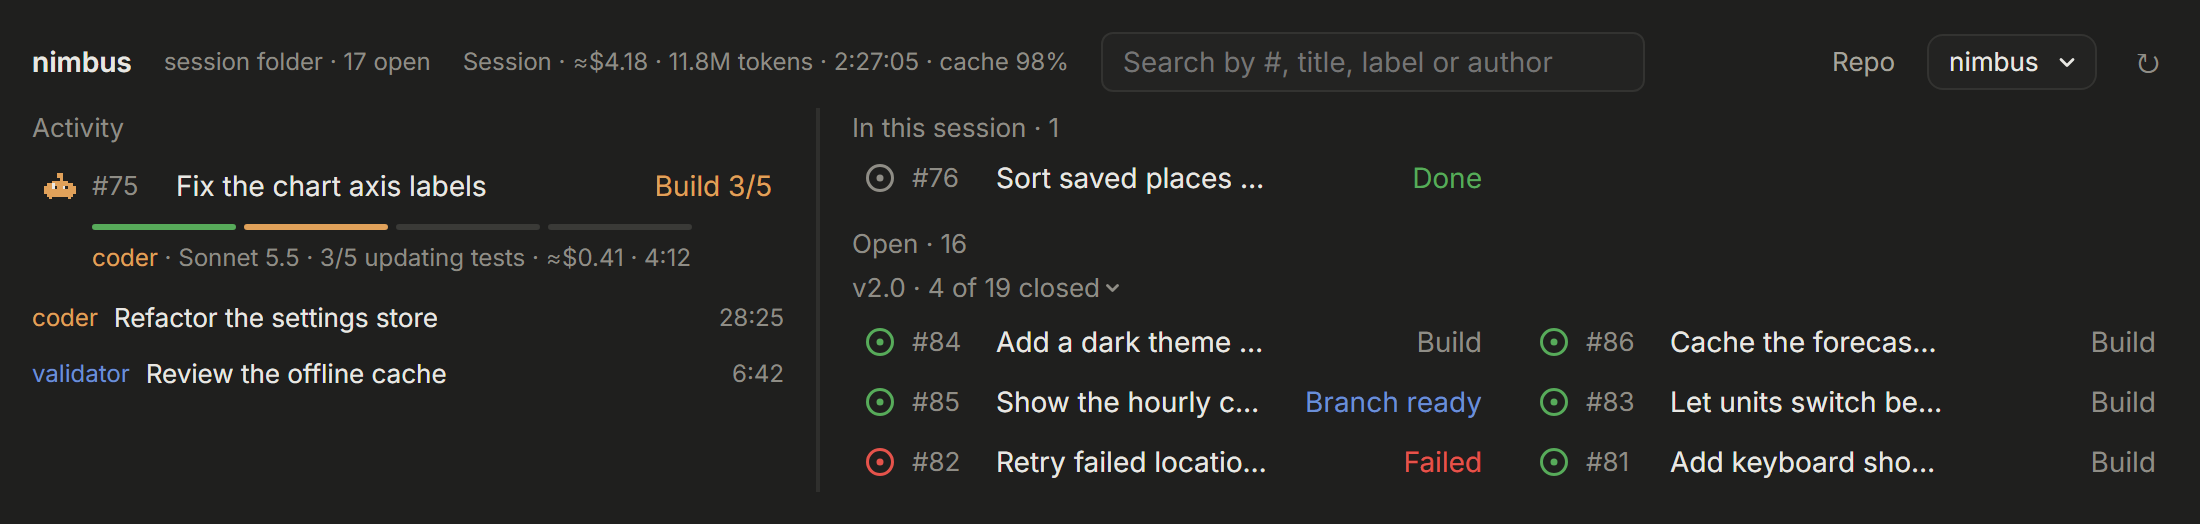 nimbus session folder · 17 open Session · ≈$4.18 · 11.8M tokens · 2:27:05 · cache 98% Search by #, title, label or author Repo nimbus
Activity
#75 Fix the chart axis labels Build 3/5
coder · Sonnet 5.5 · 3/5 updating tests · ≈$0.41 · 4:12
coder Refactor the settings store 28:25
validator Review the offline cache 6:42
In this session · 1
#76 Sort saved places ... Done
Open · 16
v2.0 · 4 of 19 closed
#84 Add a dark theme ... Build #86 Cache the forecas... Build
#85 Show the hourly c... Branch ready #83 Let units switch be... Build
#82 Retry failed locatio... Failed #81 Add keyboard sho... Build